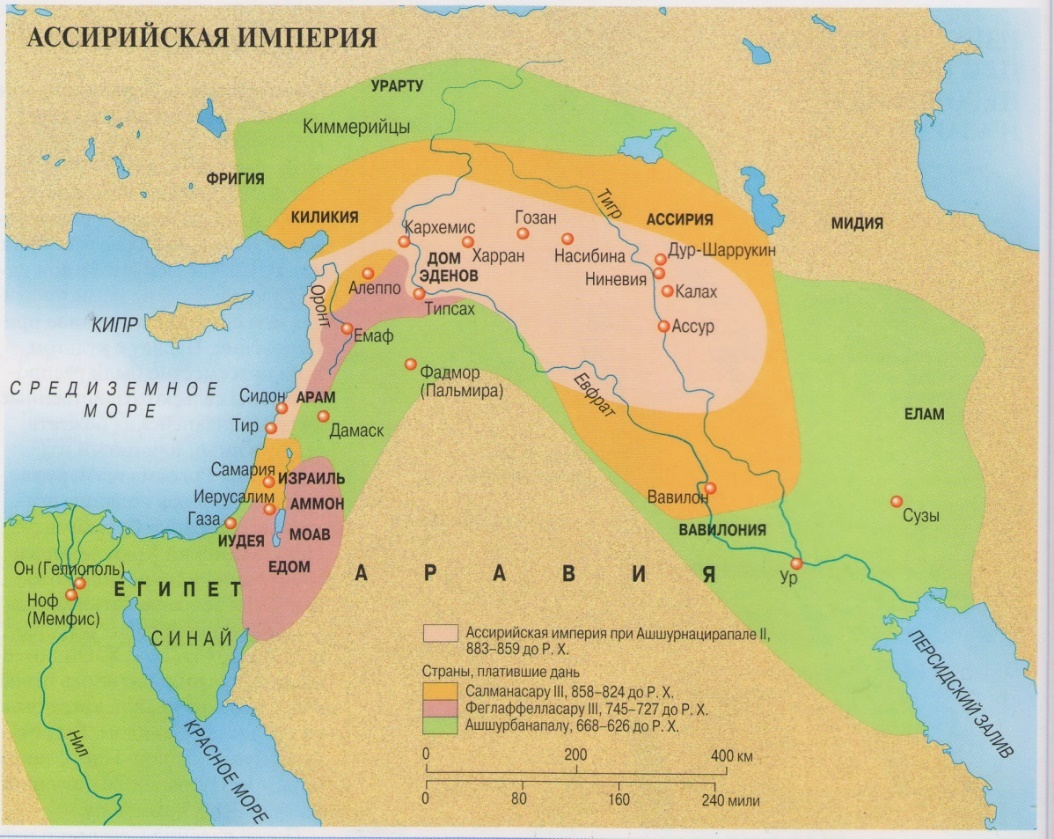 АССИРИЙСКАЯ ИМПЕРИЯ
УРАРТУ
Киммерийцы
ФРИГИЯ
КИЛИКИЯ
Тигр
АССИРИЯ
МИДИЯ
Кархемис
Гозан
Харран
Насибина
Дур-Шаррукин
Ниневия
Калах
ДОМ
ЭДЕНОВ
Алеппо
Оронт
Типсах
Ассур
КИПР
Емаф
Фадмор
(Пальмира)
Евфрат
СРЕДИЗЕМНОЕ
МОРЕ
Сидон
АРАМ
Тир
Дамаск
ЕЛАМ
Самария
ИЗРАИЛЬ
Иерусалим
АММОН
Газа
ИУДЕЯ
МОАВ
ЕДОМ
Вавилон
ВАВИЛОНИЯ
Сузы
Ур
АРАВИЯ
Он (Гелиополь)
ЕГИПЕТ
Ноф
(Мемфис)
СИНАЙ
Нил
КРАСНОЕ МОРЕ
ПЕРСИДСКИЙ ЗАЛИВ
Ассирийская империя при Ашшурнацирапале II,
883–859 до Р. Х.
Страны, платившие дань
Салманасару III, 858–824 до Р. Х.
Феглаффелласару III, 745–727 до Р. Х.
Ашшурбанапалу, 668–626 до Р. Х.
0 200 400 км
0 80 160 240 мили